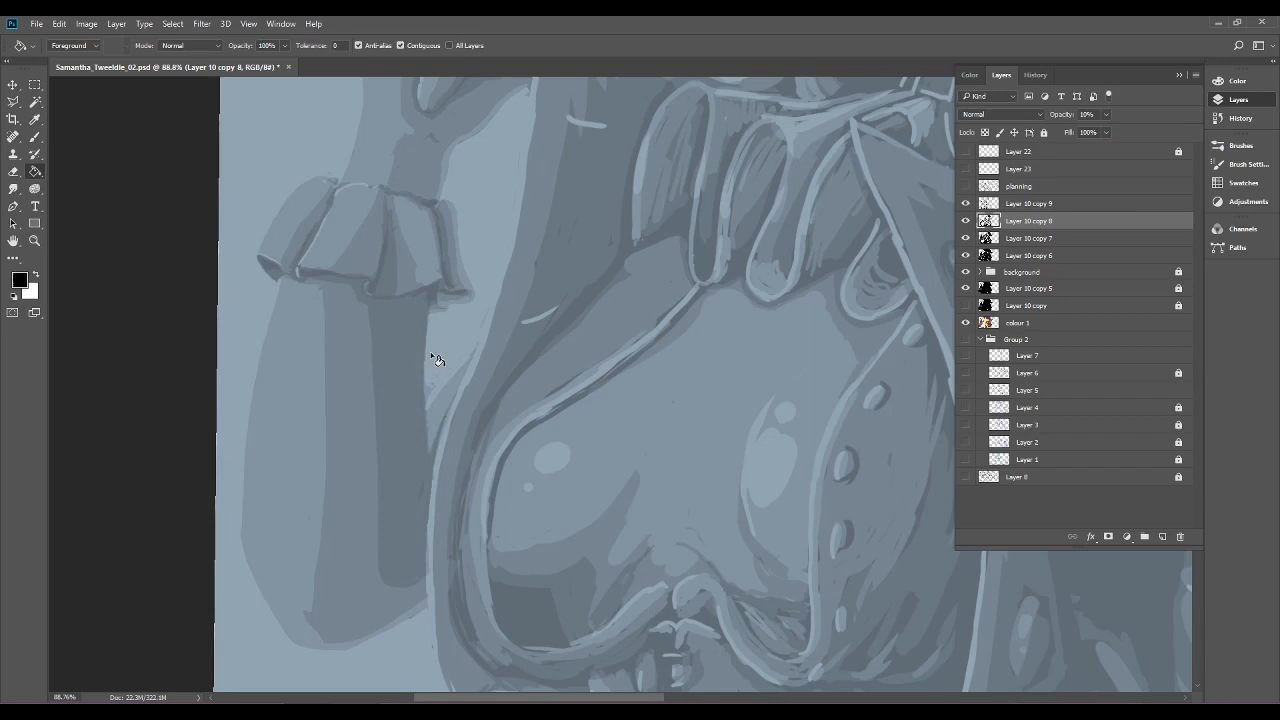 Ps File Edit Image Layer Type Select Filter 3D View Window Help
Foreground Mode: Normal Opacity: 100% Tolerance: 0 Anti-alias Contiguous All Layers
Samantha_Tweeldle_02.psd @ 88.8% (Layer 10 copy 8, RGB/8#) *
Color Layers History
Kind
Normal Opacity: 10%
Lock: Fill: 100%
Layer 22
Layer 23
planning
Layer 10 copy 9
Layer 10 copy 8
Layer 10 copy 7
Layer 10 copy 6
background
Layer 10 copy 5
Layer 10 copy
colour 1
Group 2
Layer 7
Layer 6
Layer 5
Layer 4
Layer 3
Layer 2
Layer 1
Layer 8
fx
Color
Layers
History
Brushes
Brush Setti...
Swatches
Channels
Paths
88.76% Doc: 22.3M/322.1M